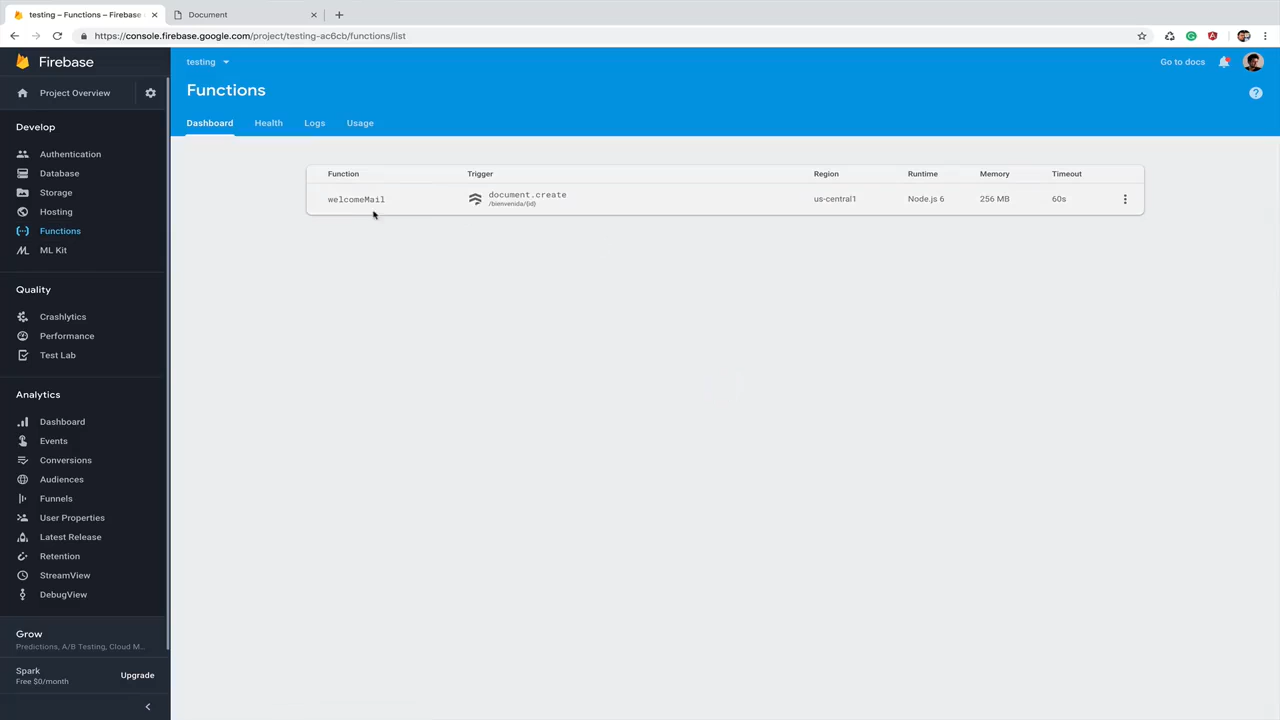 testing – Functions – Firebase
Document
https://console.firebase.google.com/project/testing-ac6cb/functions/list
Firebase
testing
Go to docs
Project Overview
Functions
Dashboard
Health
Logs
Usage
Develop
Authentication
Database
Storage
Hosting
Functions
ML Kit
Quality
Crashlytics
Performance
Test Lab
Analytics
Dashboard
Events
Conversions
Audiences
Funnels
User Properties
Latest Release
Retention
StreamView
DebugView
Grow
Predictions, A/B Testing, Cloud M...
Spark
Free $0/month
Upgrade
Function Trigger Region Runtime Memory Timeout
welcomeMail document.create us-central1 Node.js 6 256 MB 60s
/bienvenida/{id}